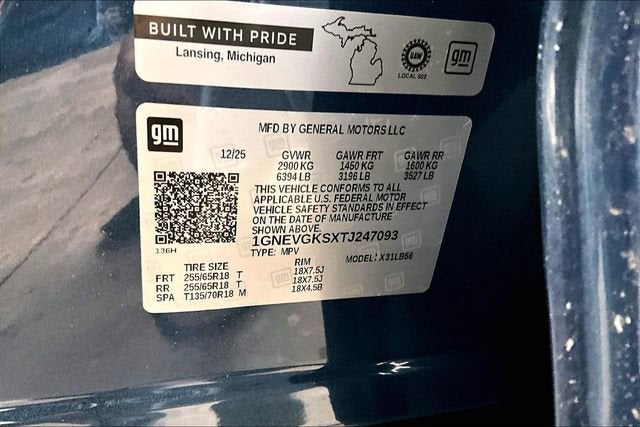 BUILT WITH PRIDE
Lansing, Michigan
UAW
LOCAL 602
gm
gm
MFD BY GENERAL MOTORS LLC
12/25 GVWR GAWR FRT GAWR RR
2900 KG 1450 KG 1600 KG
6394 LB 3196 LB 3527 LB
THIS VEHICLE CONFORMS TO ALL
APPLICABLE U.S. FEDERAL MOTOR
VEHICLE SAFETY STANDARDS IN EFFECT
ON THE DATE OF MANUFACTURE
SHOWN ABOVE.
1GNEVGKSXTJ247093
136H
TYPE: MPV MODEL: X31LB56
TIRE SIZE RIM
FRT 255/65R18 T 18X7.5J
RR 255/65R18 T 18X7.5J
SPA T135/70R18 M 18X4.5B